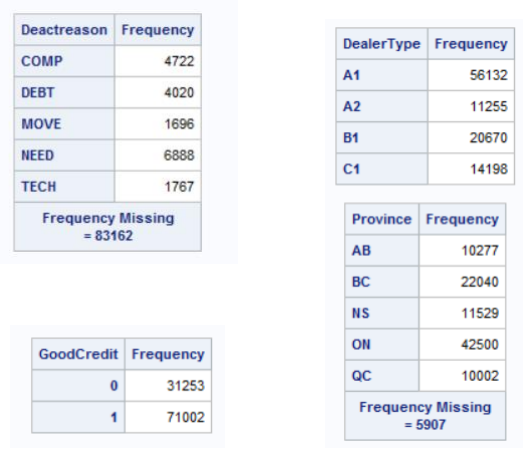 Deactreason Frequency
COMP 4722
DEBT 4020
MOVE 1696
NEED 6888
TECH 1767
Frequency Missing
= 83162
DealerType Frequency
A1 56132
A2 11255
B1 20670
C1 14198
GoodCredit Frequency
0 31253
1 71002
Province Frequency
AB 10277
BC 22040
NS 11529
ON 42500
QC 10002
Frequency Missing
= 5907